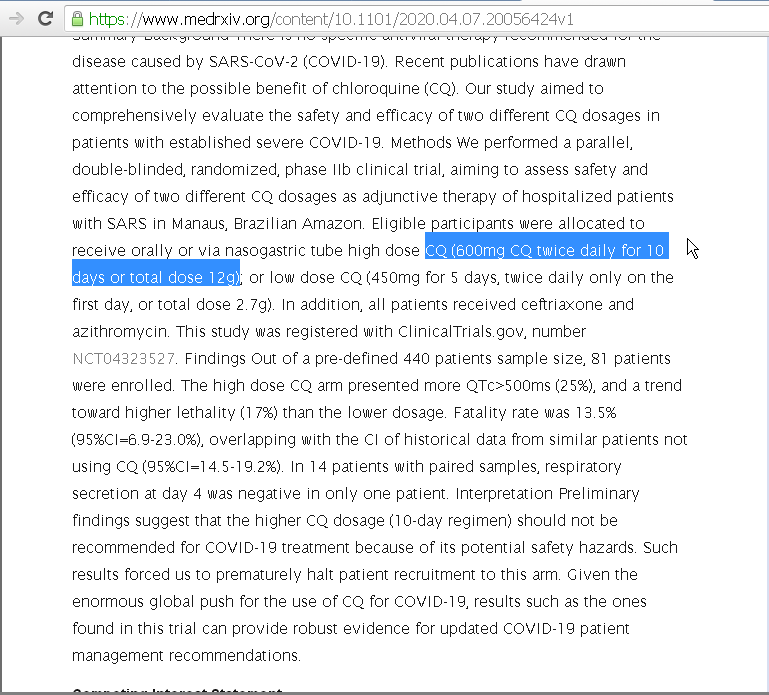 https://www.medrxiv.org/content/10.1101/2020.04.07.20056424v1
Summary Background There is no specific antiviral therapy recommended for the
disease caused by SARS-CoV-2 (COVID-19). Recent publications have drawn
attention to the possible benefit of chloroquine (CQ). Our study aimed to
comprehensively evaluate the safety and efficacy of two different CQ dosages in
patients with established severe COVID-19. Methods We performed a parallel,
double-blinded, randomized, phase IIb clinical trial, aiming to assess safety and
efficacy of two different CQ dosages as adjunctive therapy of hospitalized patients
with SARS in Manaus, Brazilian Amazon. Eligible participants were allocated to
receive orally or via nasogastric tube high dose CQ (600mg CQ twice daily for 10
days or total dose 12g); or low dose CQ (450mg for 5 days, twice daily only on the
first day, or total dose 2.7g). In addition, all patients received ceftriaxone and
azithromycin. This study was registered with ClinicalTrials.gov, number
NCT04323527. Findings Out of a pre-defined 440 patients sample size, 81 patients
were enrolled. The high dose CQ arm presented more QTc>500ms (25%), and a trend
toward higher lethality (17%) than the lower dosage. Fatality rate was 13.5%
(95%CI=6.9-23.0%), overlapping with the CI of historical data from similar patients not
using CQ (95%CI=14.5-19.2%). In 14 patients with paired samples, respiratory
secretion at day 4 was negative in only one patient. Interpretation Preliminary
findings suggest that the higher CQ dosage (10-day regimen) should not be
recommended for COVID-19 treatment because of its potential safety hazards. Such
results forced us to prematurely halt patient recruitment to this arm. Given the
enormous global push for the use of CQ for COVID-19, results such as the ones
found in this trial can provide robust evidence for updated COVID-19 patient
management recommendations.
Competing Interest Statement